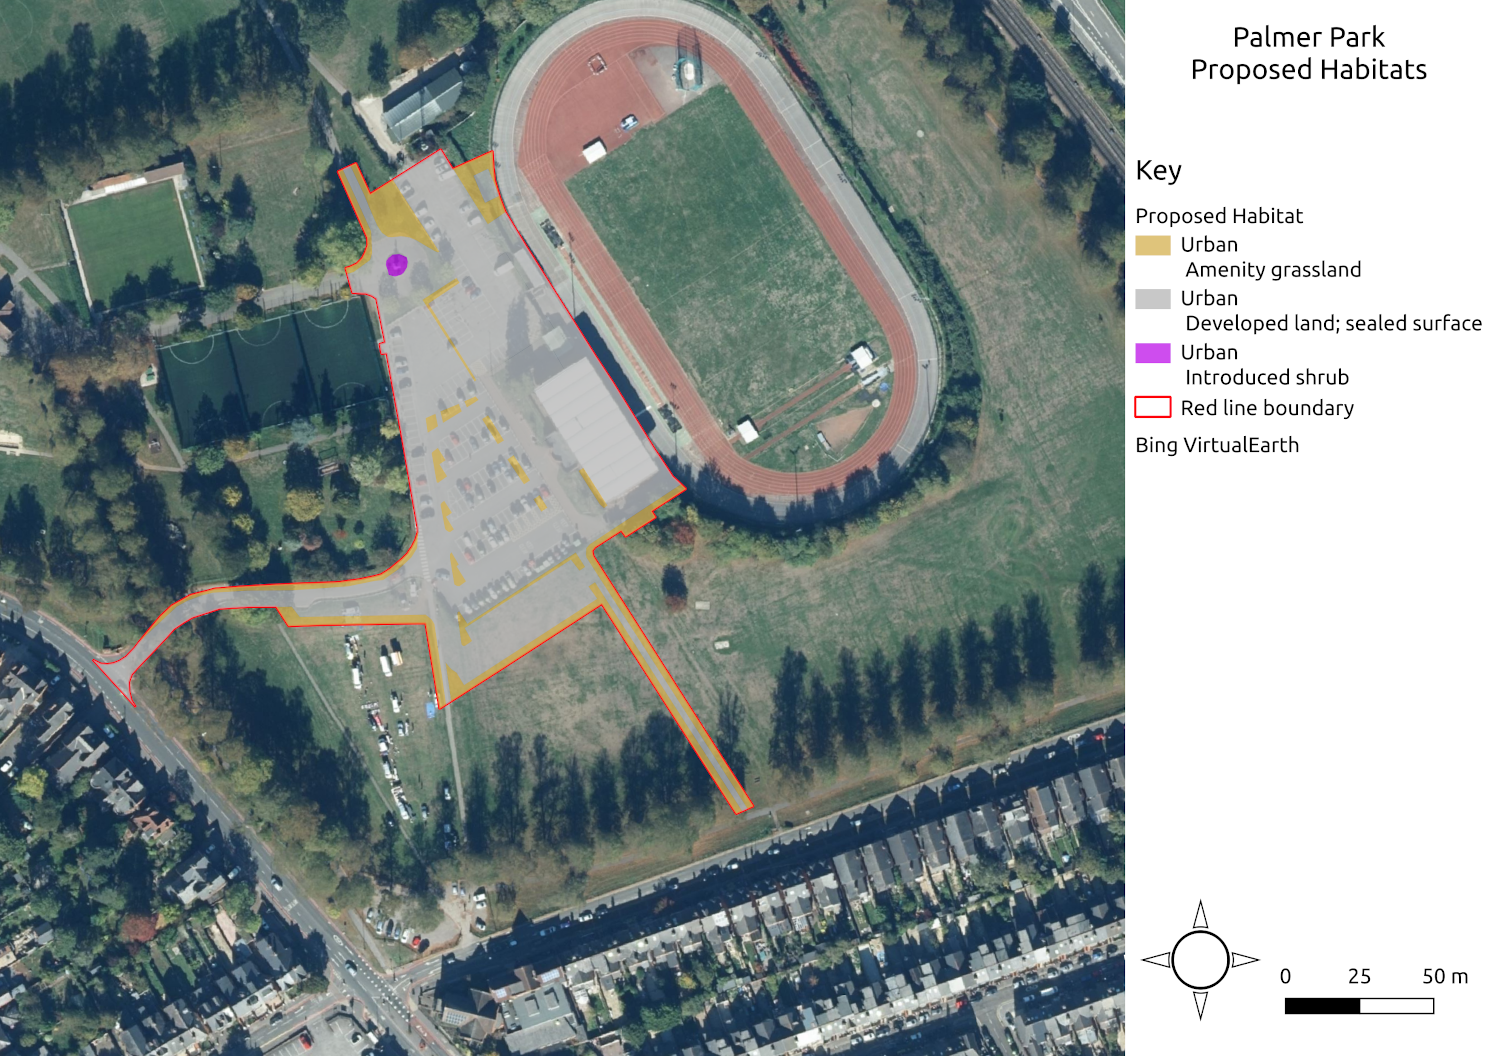 Palmer Park
Proposed Habitats
Key
Proposed Habitat
Urban
Amenity grassland
Urban
Developed land; sealed surface
Urban
Introduced shrub
Red line boundary
Bing VirtualEarth
0 25 50 m